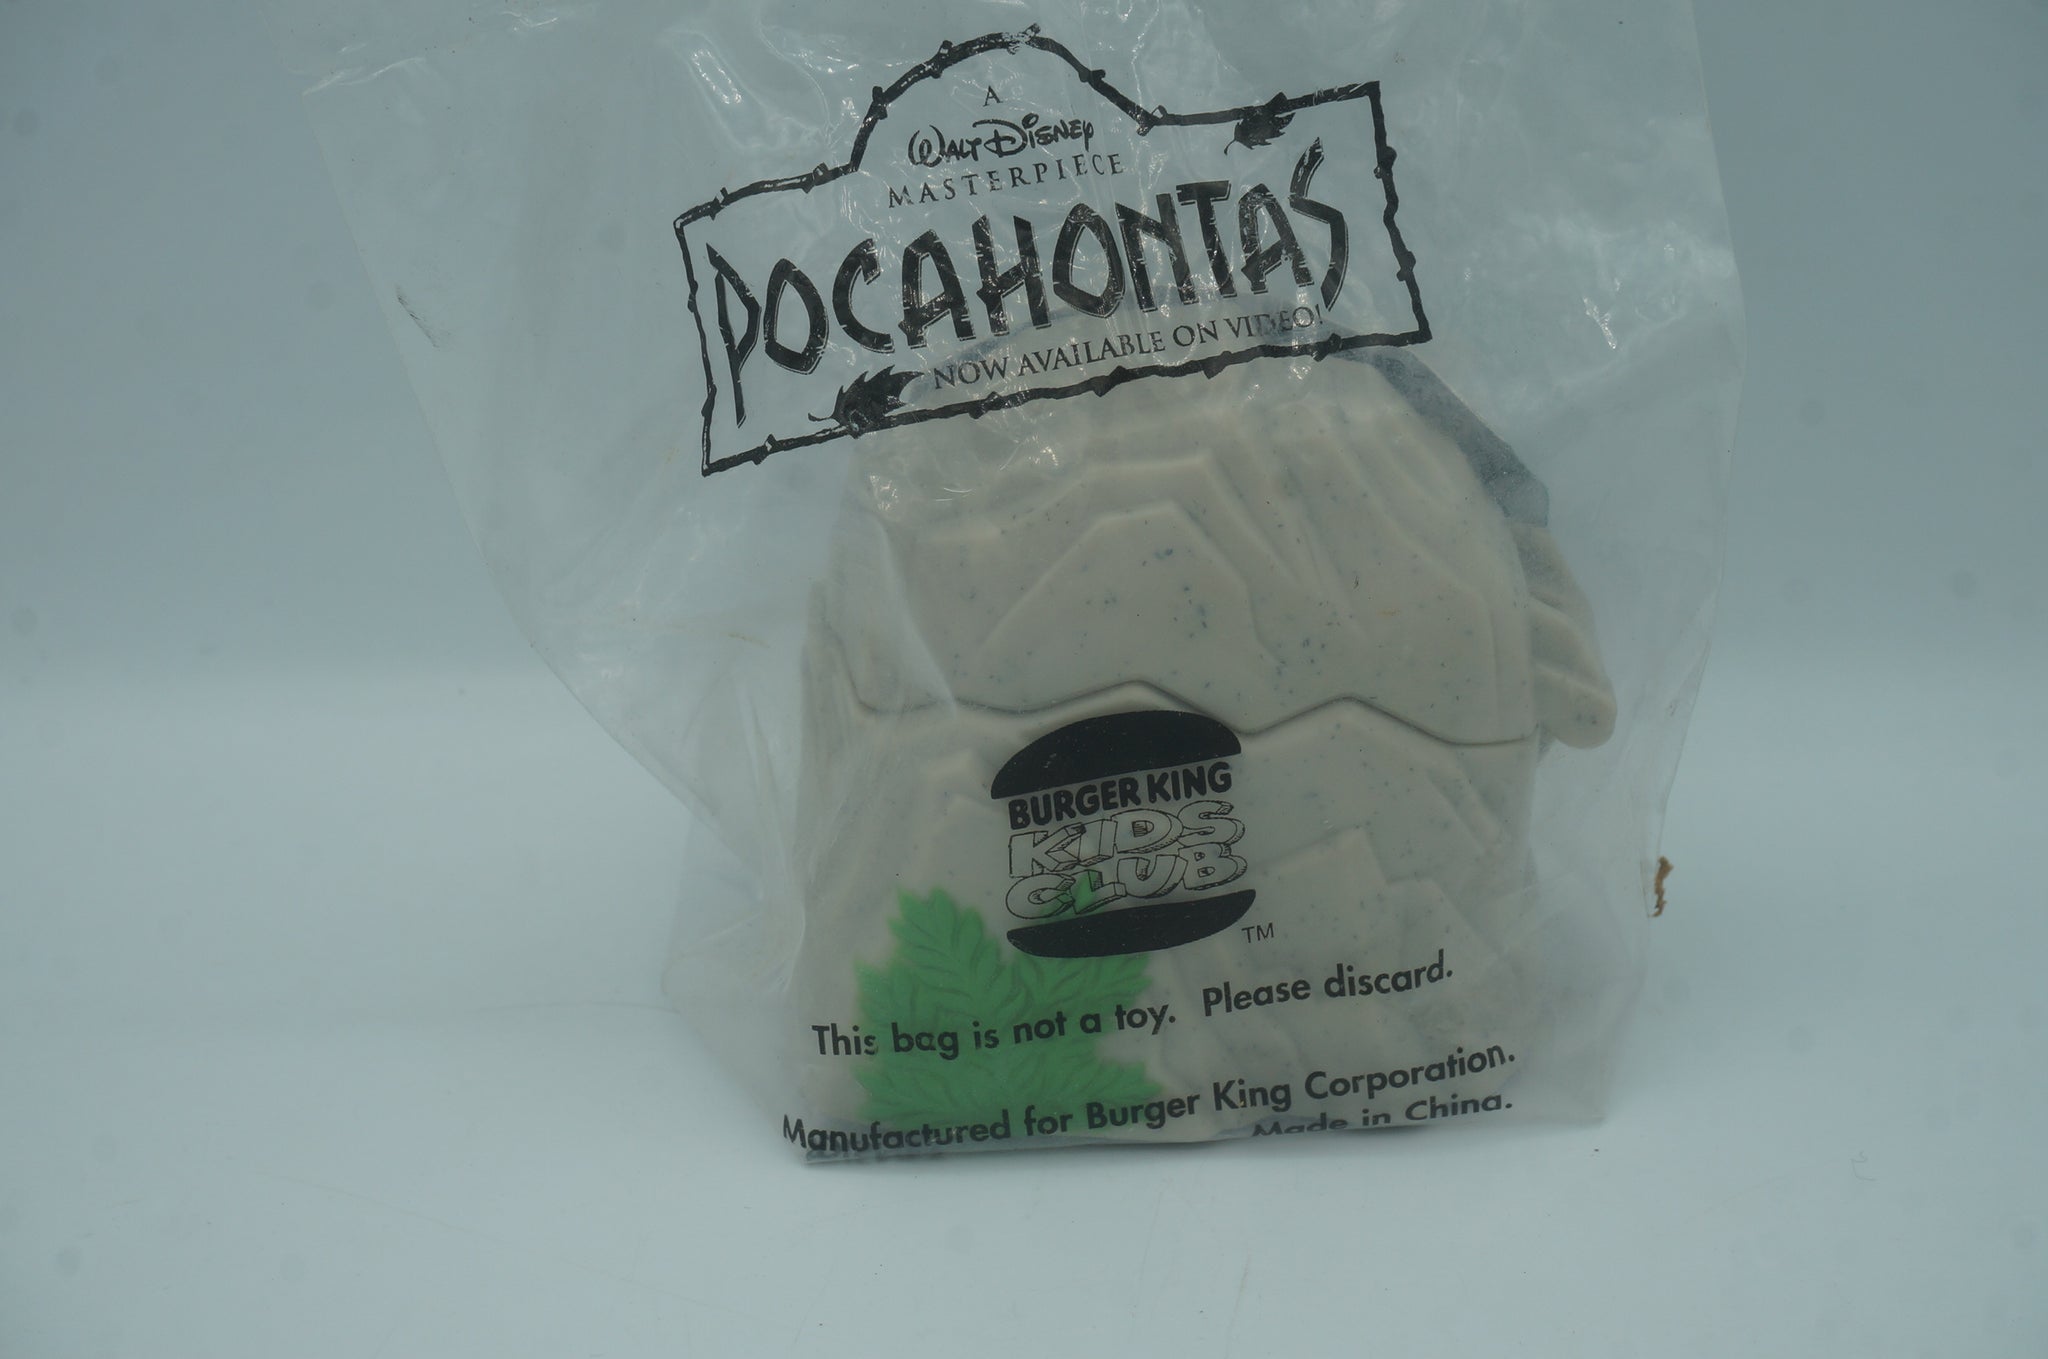 A
WALT DISNEY
MASTERPIECE
POCAHONTAS
NOW AVAILABLE ON VIDEO!
BURGER KING
KIDS
CLUB
TM
This bag is not a toy. Please discard.
Manufactured for Burger King Corporation.
Made in China.